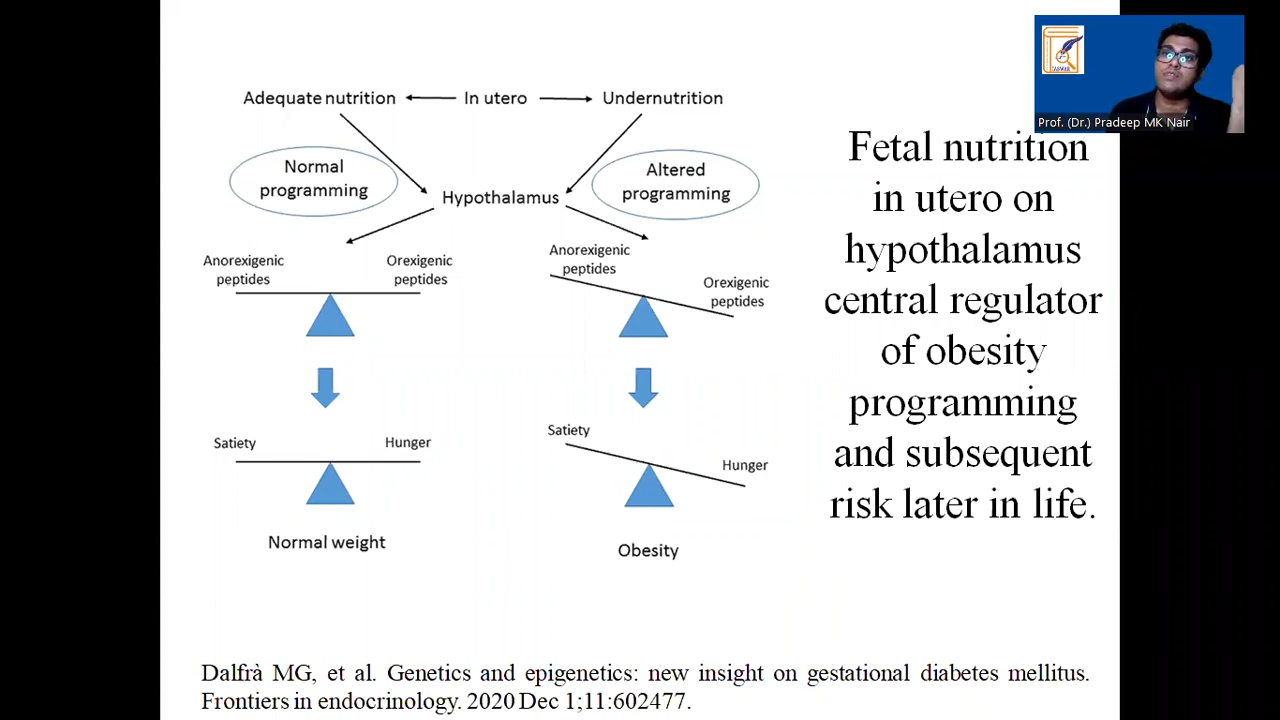 Adequate nutrition
In utero
Undernutrition
Normal
programming
Altered
programming
Hypothalamus
Anorexigenic
peptides
Orexigenic
peptides
Anorexigenic
peptides
Orexigenic
peptides
Satiety
Hunger
Satiety
Hunger
Normal weight
Obesity
Prof. (Dr.) Pradeep MK Nair
Fetal nutrition
in utero on
hypothalamus
central regulator
of obesity
programming
and subsequent
risk later in life.
Dalfrà MG, et al. Genetics and epigenetics: new insight on gestational diabetes mellitus.
Frontiers in endocrinology. 2020 Dec 1;11:602477.